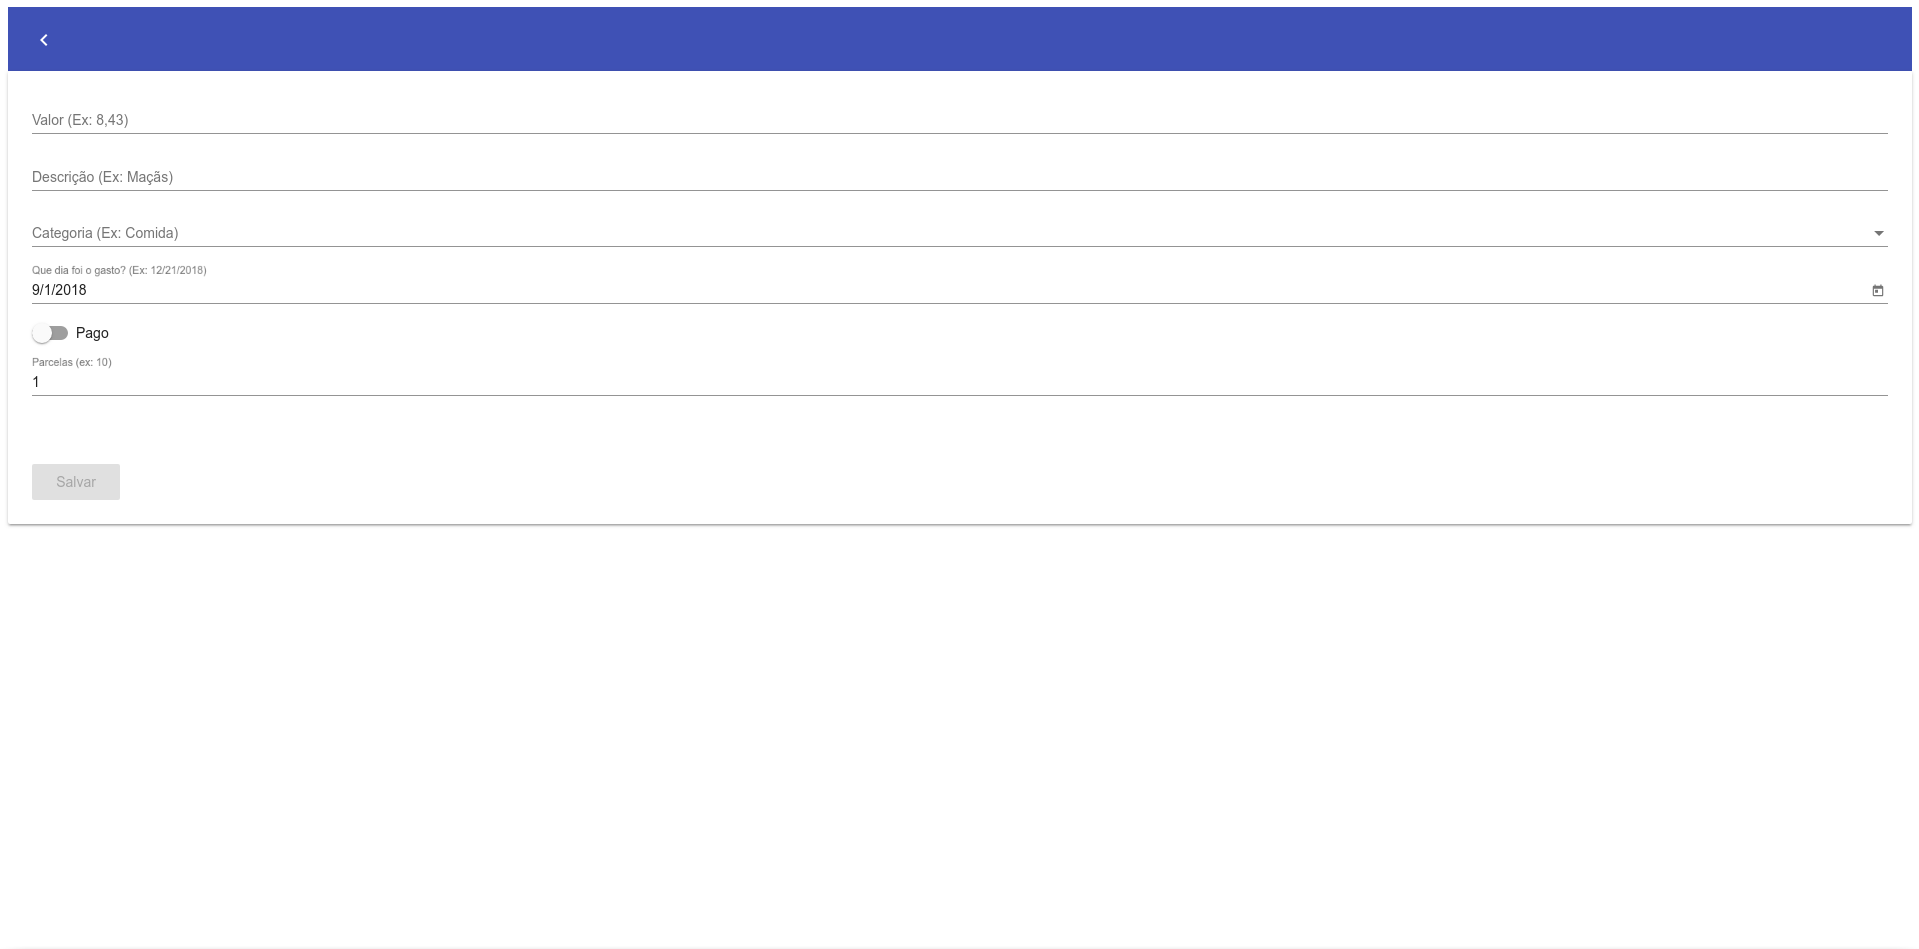 Valor (Ex: 8,43)
Descrição (Ex: Maçãs)
Categoria (Ex: Comida)
Que dia foi o gasto? (Ex: 12/21/2018)
9/1/2018
Pago
Parcelas (ex: 10)
1
Salvar